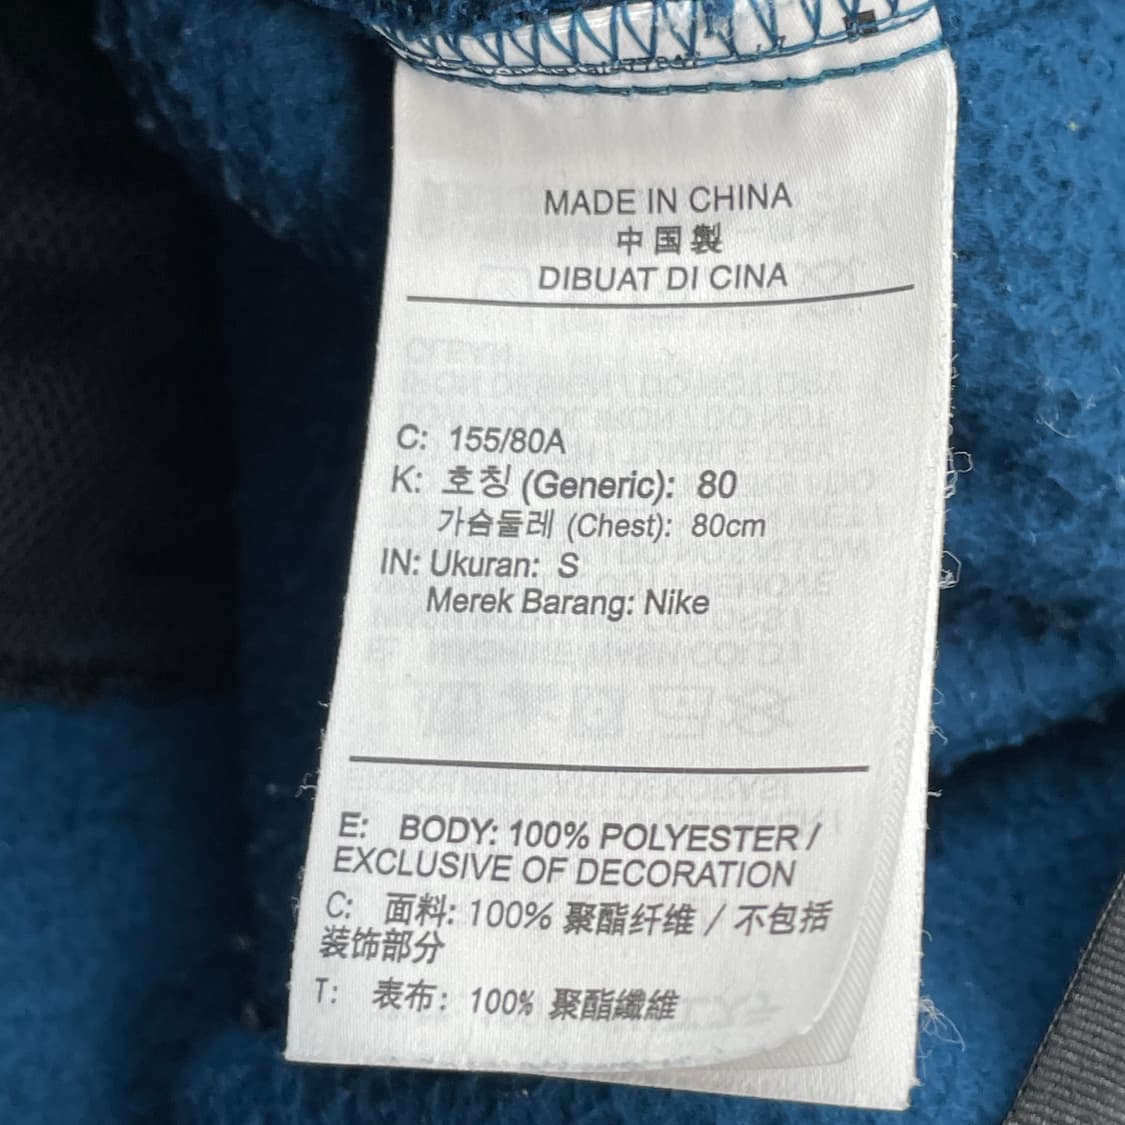 MADE IN CHINA
中国製
DIBUAT DI CINA
C: 155/80A
K: 호칭 (Generic): 80
가슴둘레 (Chest): 80cm
IN: Ukuran: S
Merek Barang: Nike
E: BODY: 100% POLYESTER /
EXCLUSIVE OF DECORATION
C: 面料: 100% 聚酯纤维 / 不包括
装饰部分
T: 表布: 100% 聚酯纖維